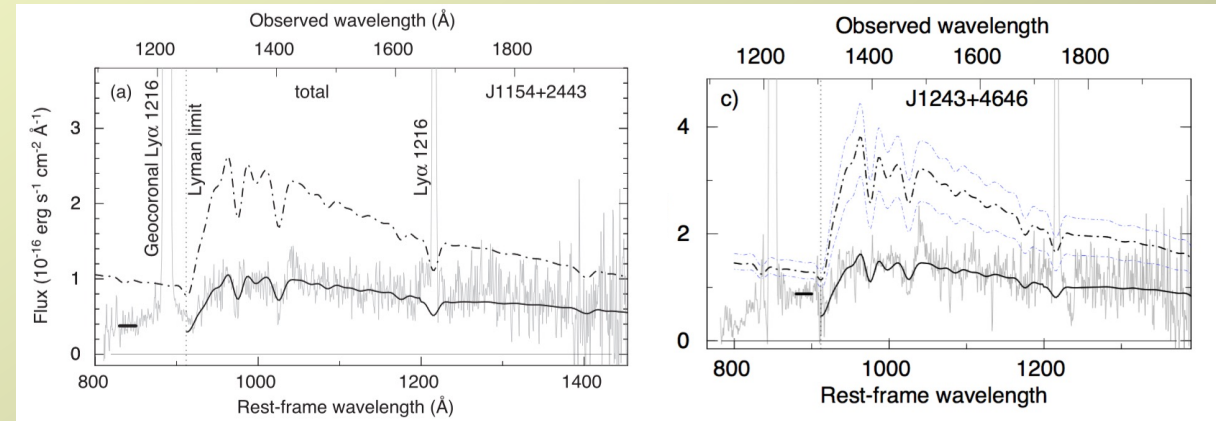 Observed wavelength (Å)
1200 1400 1600 1800
(a) total J1154+2443
Geocoronal Lyα 1216
Lyman limit
Lyα 1216
Flux (10⁻¹⁶ erg s⁻¹ cm⁻² Å⁻¹)
3
2
1
0
800 1000 1200 1400
Rest-frame wavelength (Å)
Observed wavelength
1200 1400 1600 1800
c) J1243+4646
4
2
0
800 1000 1200
Rest-frame wavelength